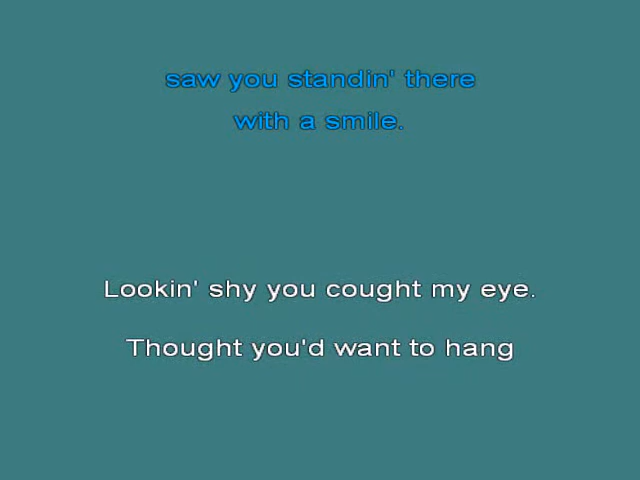 saw you standin' there
with a smile.
Lookin' shy you cought my eye.
Thought you'd want to hang